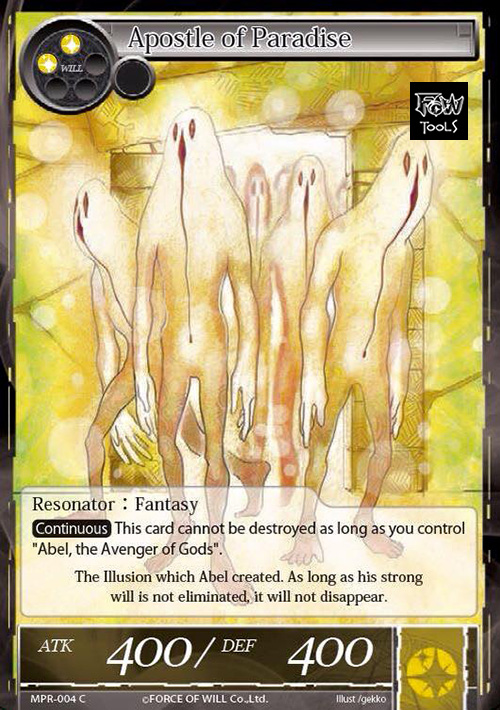 Apostle of Paradise
WILL
FoW
TOOLS
Resonator : Fantasy
Continuous This card cannot be destroyed as long as you control
"Abel, the Avenger of Gods".
The Illusion which Abel created. As long as his strong
will is not eliminated, it will not disappear.
ATK 400 / DEF 400
MPR-004 C ©FORCE OF WILL Co.,Ltd. Illust /gekko